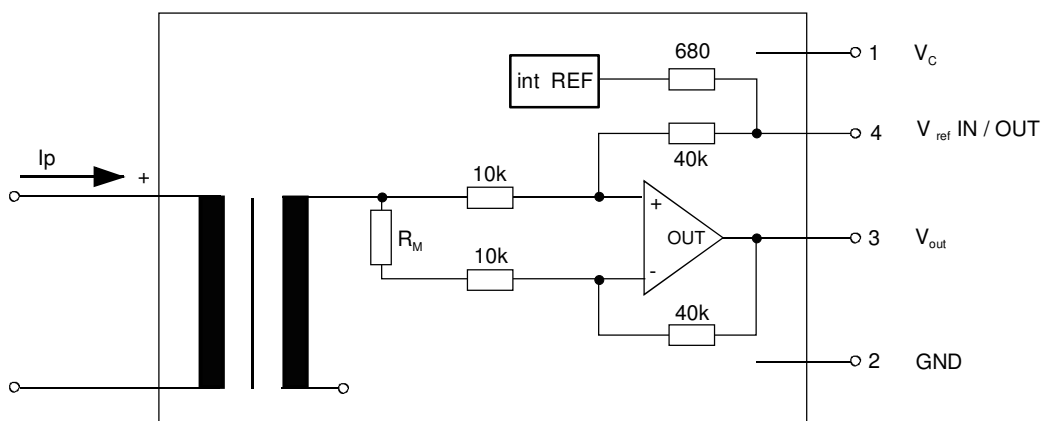 680
1 V_C
int REF
4 V_ref IN / OUT
40k
Ip
+
10k
+
R_M
OUT
3 V_out
10k
-
40k
2 GND